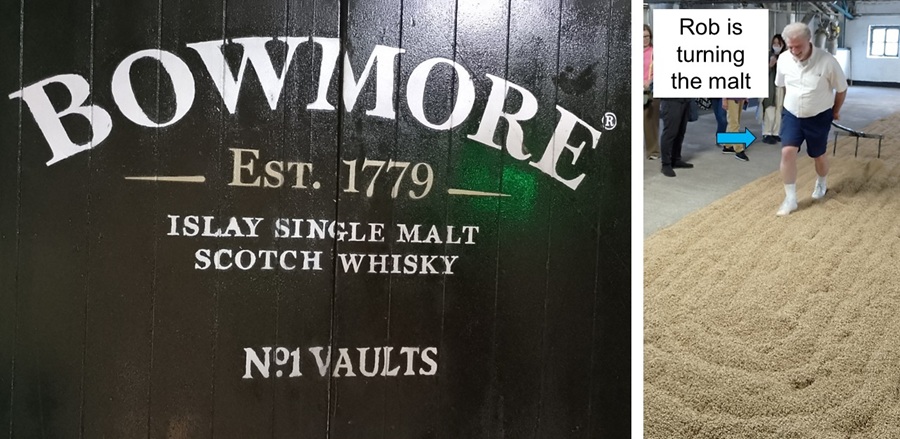 BOWMORE®
EST. 1779
ISLAY SINGLE MALT
SCOTCH WHISKY
Nº1 VAULTS
Rob is
turning
the malt